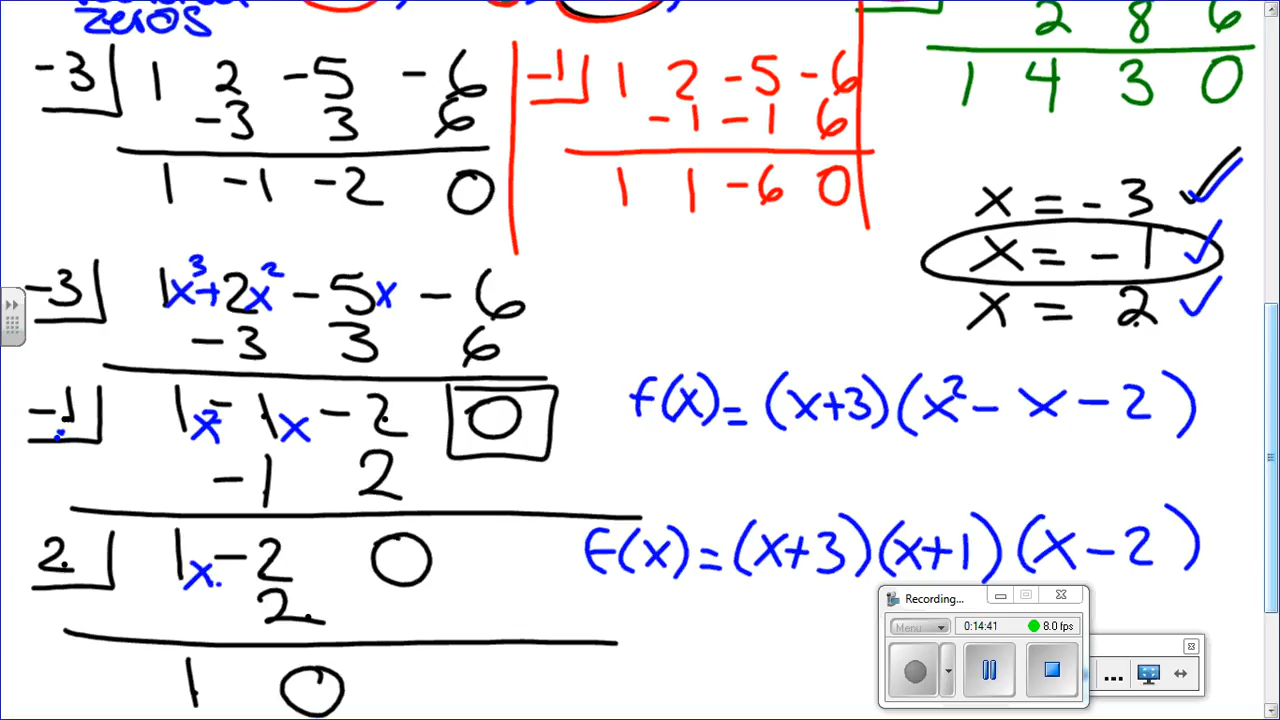 zeros
-3 1 2 -5 -6
-3 3 6
1 -1 -2 0
-1 1 2 -5 -6
-1 -1 6
1 1 -6 0
2 8 6
1 4 3 0
x = -3
x = -1
x = 2
-3 1x³+2x² -5x -6
-3 3 6
-1 1x² -1x -2 0
-1 2
2 1x -2 0
2
1 0
f(x)= (x+3)(x² - x - 2)
f(x)= (x+3)(x+1)(x-2)
Recording...
Menu 0:14:41 8.0 fps
...